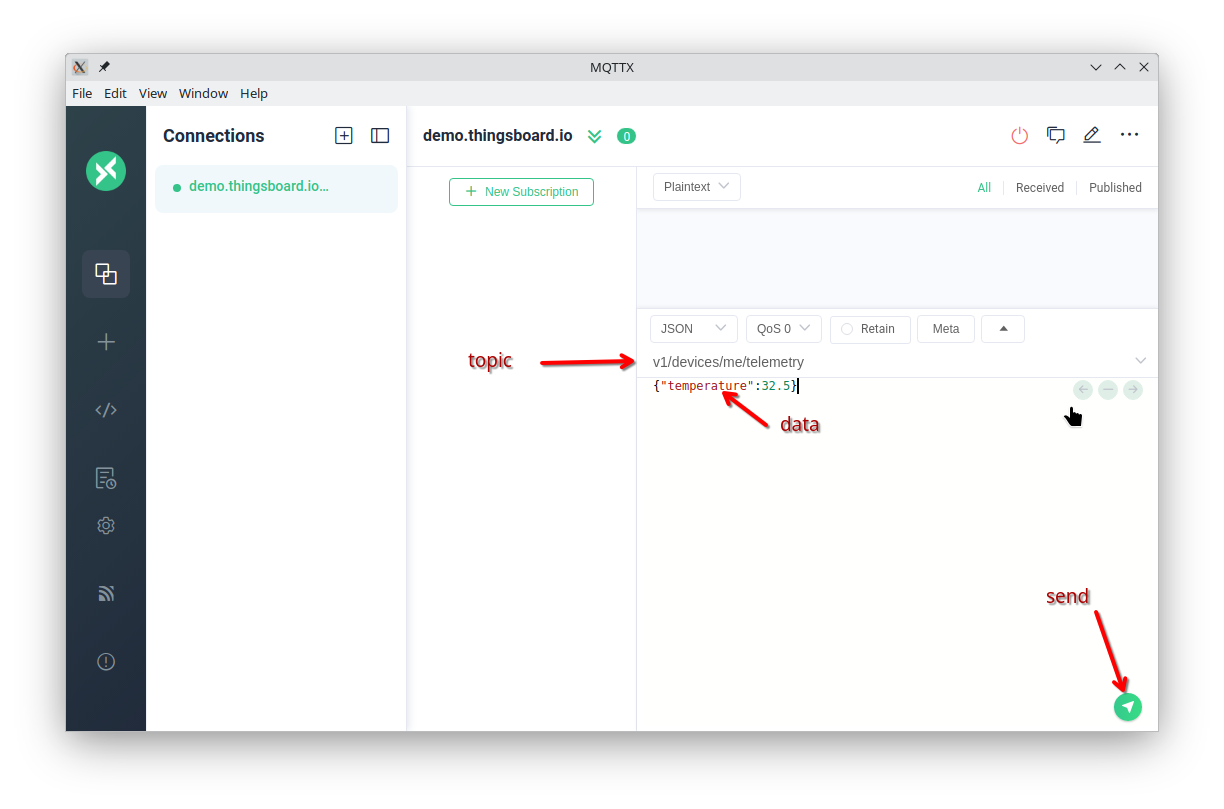 MQTTX
File Edit View Window Help
Connections
demo.thingsboard.io 0
demo.thingsboard.io...
+ New Subscription
Plaintext
All Received Published
JSON QoS 0 Retain Meta
topic
v1/devices/me/telemetry
{"temperature":32.5}
data
send